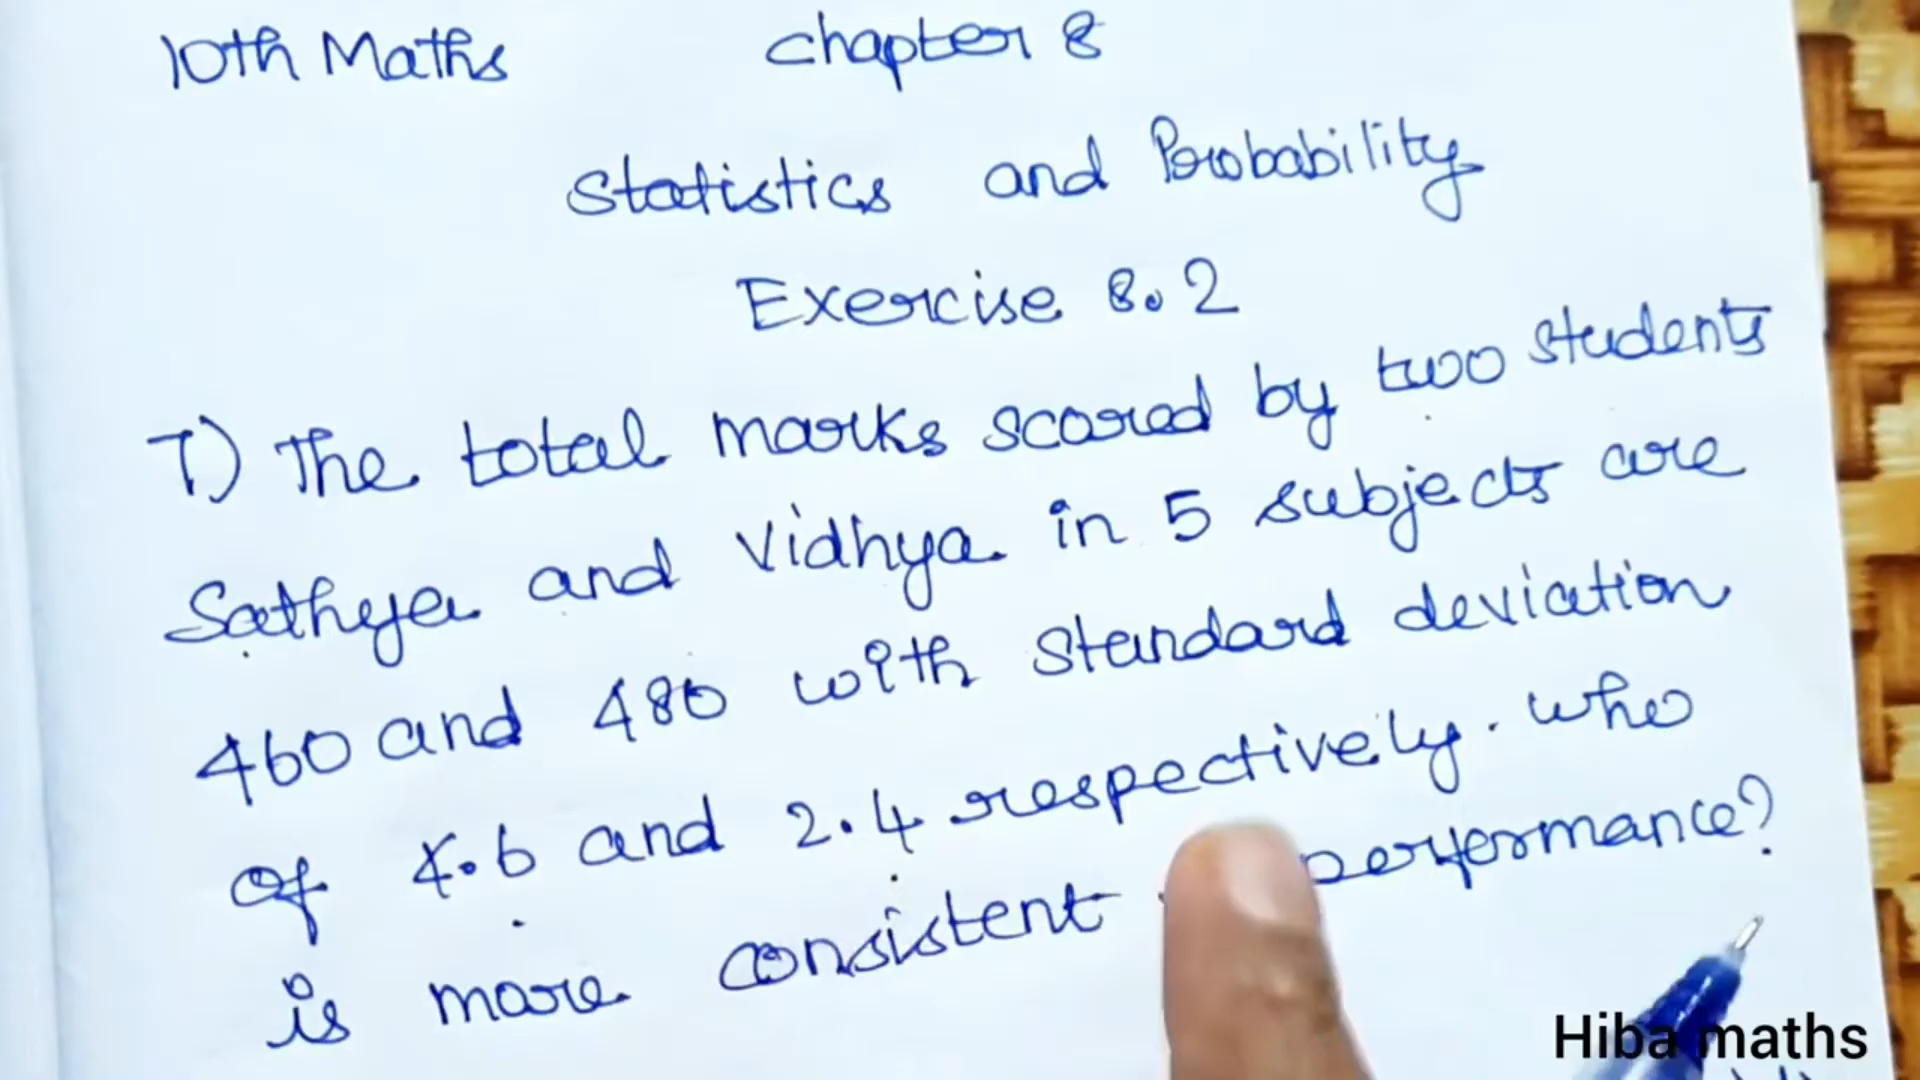 10th Maths Chapter 8
Statistics and Probability
Exercise 8.2
7) The total marks scored by two students
Sathya and Vidhya in 5 subjects are
460 and 480 with standard deviation
of 4.6 and 2.4 respectively. Who
is more consistent performance?
Hiba maths